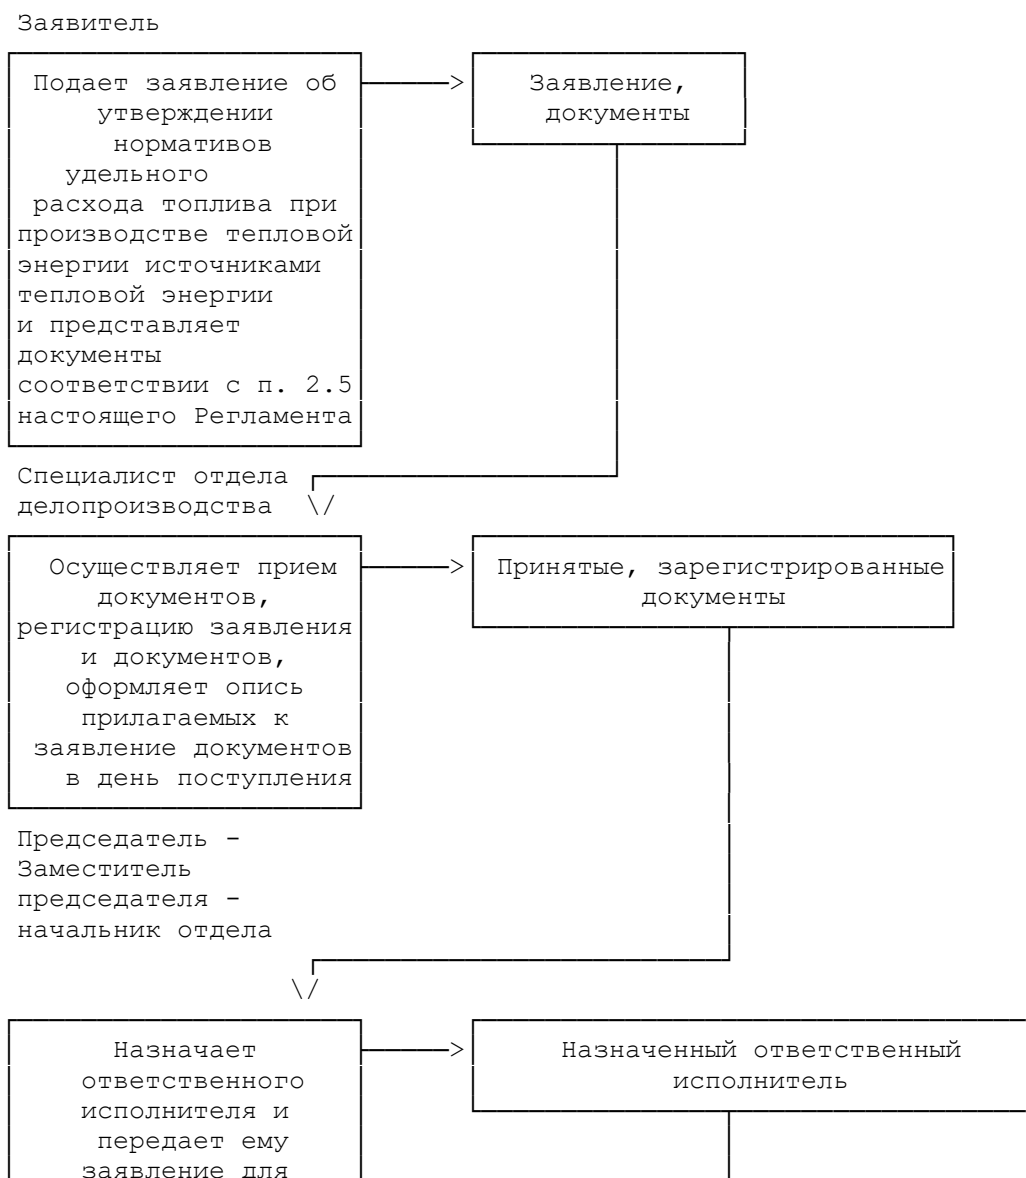 Заявитель
Подает заявление об
утверждении
нормативов
удельного
расхода топлива при
производстве тепловой
энергии источниками
тепловой энергии
и представляет
документы
соответствии с п. 2.5
настоящего Регламента
Заявление,
документы
Специалист отдела
делопроизводства
Осуществляет прием
документов,
регистрацию заявления
и документов,
оформляет опись
прилагаемых к
заявление документов
в день поступления
Принятые, зарегистрированные
документы
Председатель -
Заместитель
председателя -
начальник отдела
Назначает
ответственного
исполнителя и
передает ему
заявление для
Назначенный ответственный
исполнитель